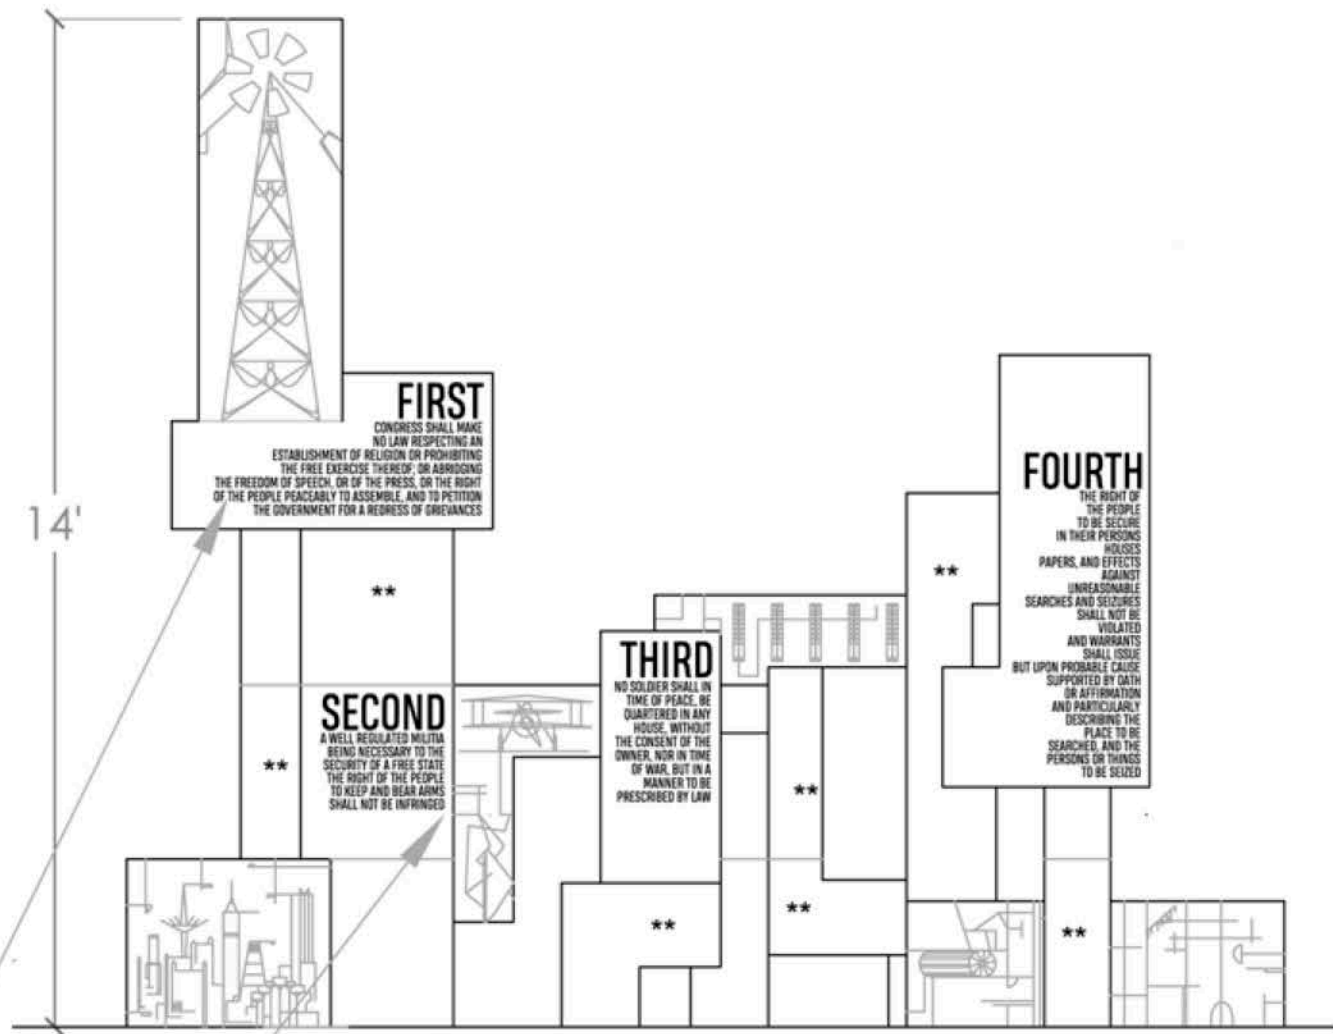 14'
FIRST
CONGRESS SHALL MAKE
NO LAW RESPECTING AN
ESTABLISHMENT OF RELIGION OR PROHIBITING
THE FREE EXERCISE THEREOF; OR ABRIDGING
THE FREEDOM OF SPEECH, OR OF THE PRESS, OR THE RIGHT
OF THE PEOPLE PEACEABLY TO ASSEMBLE, AND TO PETITION
THE GOVERNMENT FOR A REDRESS OF GRIEVANCES
**
**
SECOND
A WELL REGULATED MILITIA
BEING NECESSARY TO THE
SECURITY OF A FREE STATE
THE RIGHT OF THE PEOPLE
TO KEEP AND BEAR ARMS
SHALL NOT BE INFRINGED
THIRD
NO SOLDIER SHALL IN
TIME OF PEACE, BE
QUARTERED IN ANY
HOUSE, WITHOUT
THE CONSENT OF THE
OWNER, NOR IN TIME
OF WAR, BUT IN A
MANNER TO BE
PRESCRIBED BY LAW
**
**
**
**
FOURTH
THE RIGHT OF
THE PEOPLE
TO BE SECURE
IN THEIR PERSONS
HOUSES
PAPERS, AND EFFECTS
AGAINST
UNREASONABLE
SEARCHES AND SEIZURES
SHALL NOT BE
VIOLATED
AND WARRANTS
SHALL ISSUE
BUT UPON PROBABLE CAUSE
SUPPORTED BY OATH
OR AFFIRMATION
AND PARTICULARLY
DESCRIBING THE
PLACE TO BE
SEARCHED, AND THE
PERSONS OR THINGS
TO BE SEIZED
**